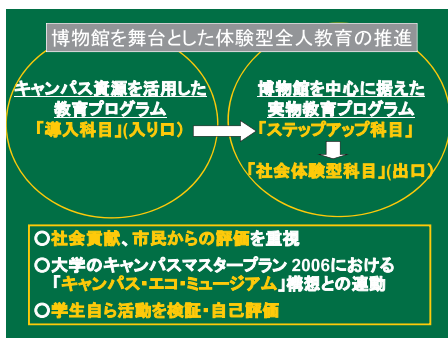 博物館を舞台とした体験型全人教育の推進
キャンパス資源を活用した
教育プログラム
「導入科目」(入り口)
博物館を中心に据えた
実物教育プログラム
「ステップアップ科目」
「社会体験型科目」(出口)
○社会貢献、市民からの評価を重視
○大学のキャンパスマスタープラン 2006における
「キャンパス・エコ・ミュージアム」構想との連動
○学生自ら活動を検証・自己評価